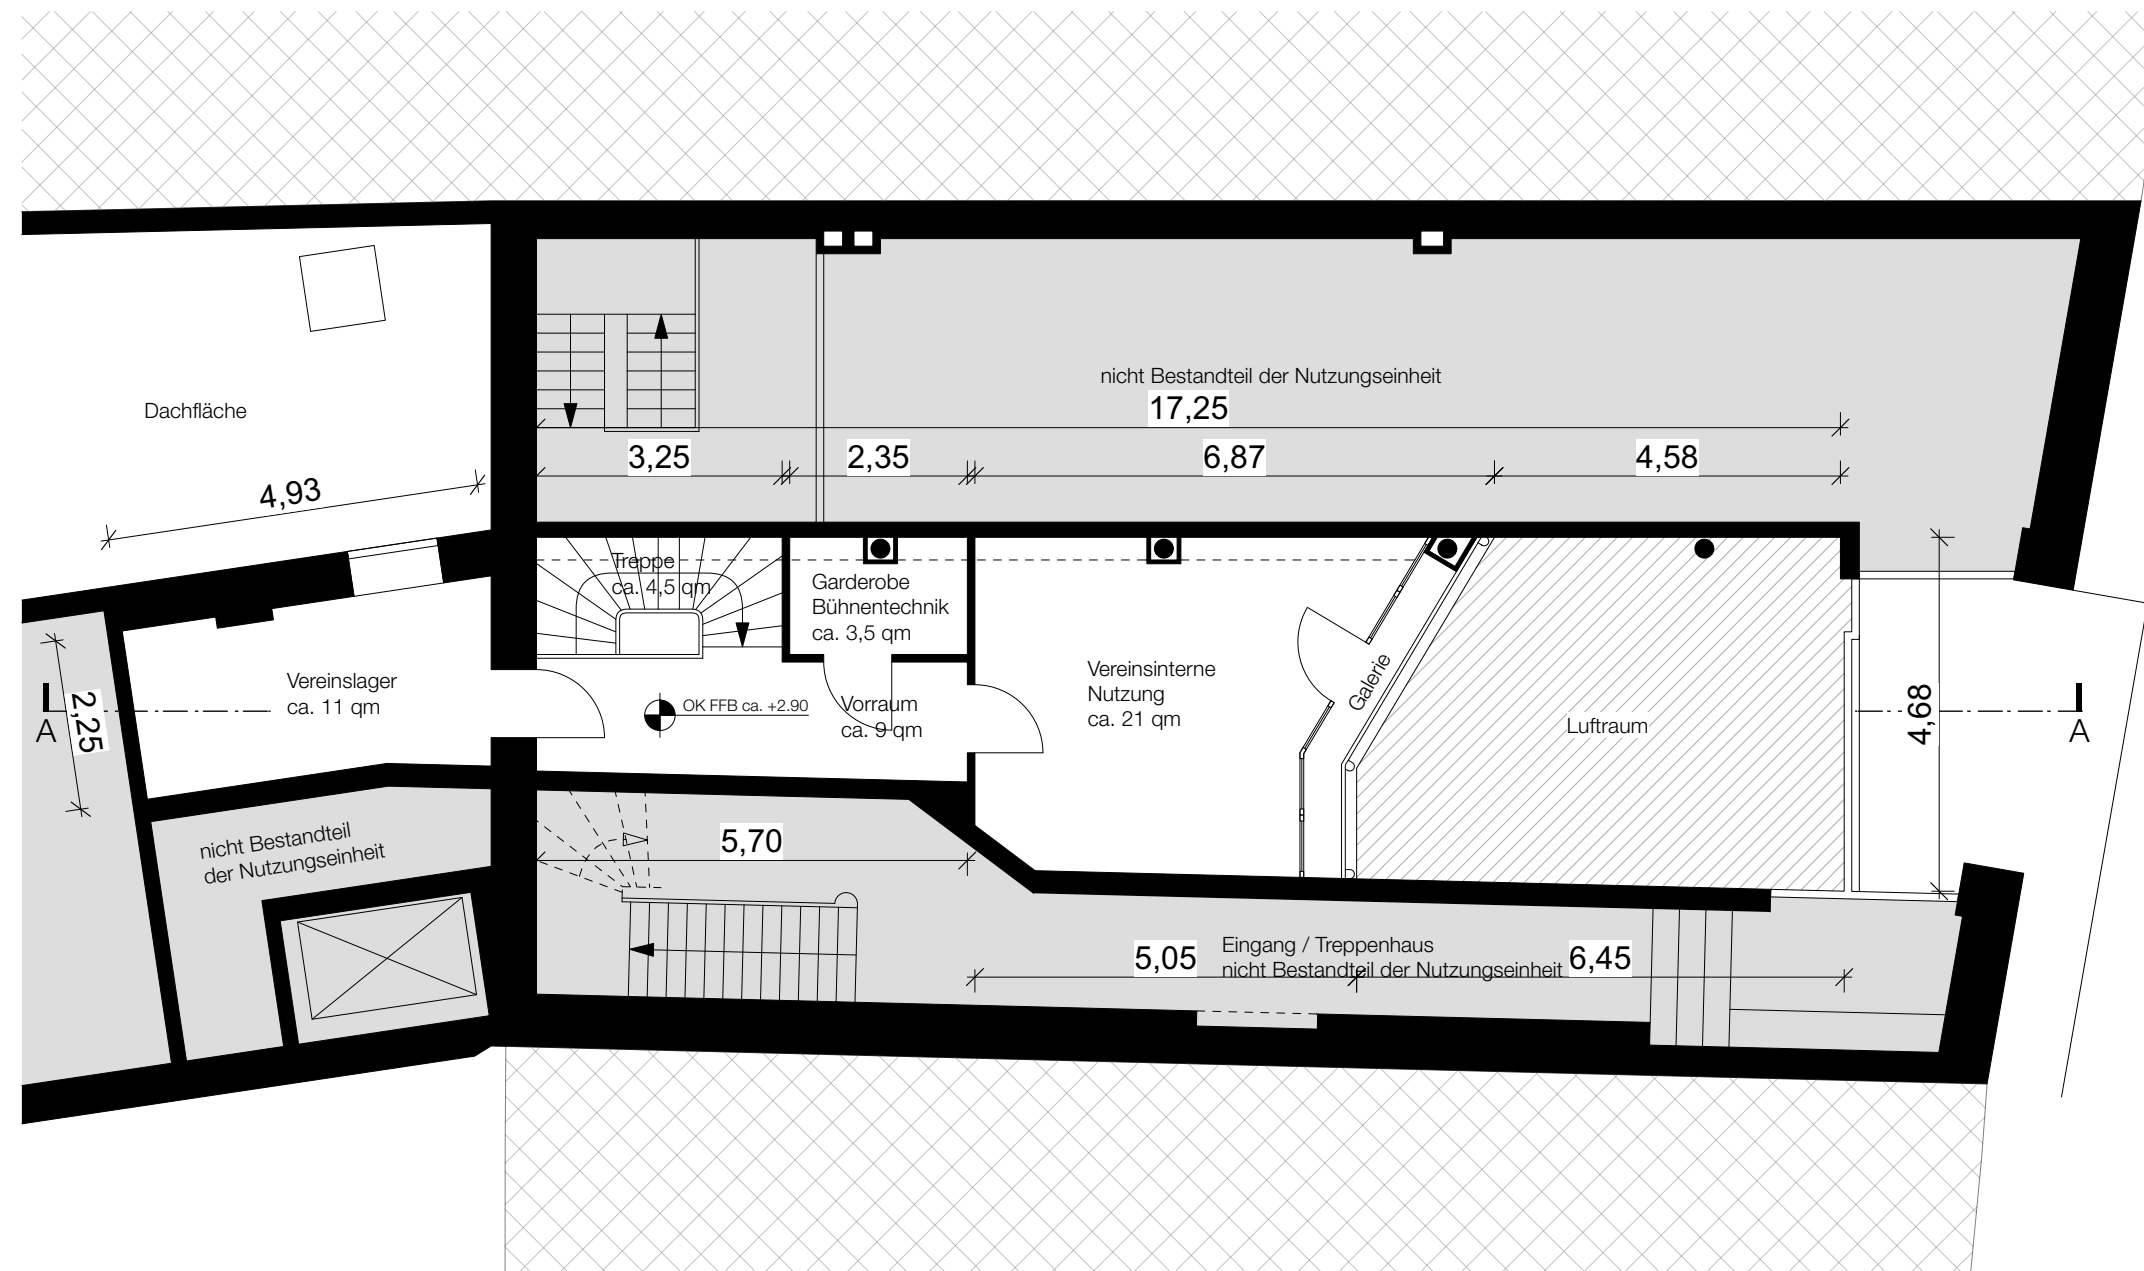 nicht Bestandteil der Nutzungseinheit
17,25
Dachfläche
3,25
2,35
6,87
4,58
4,93
Treppe
ca. 4,5 qm
Garderobe
Bühnentechnik
ca. 3,5 qm
Vereinslager
ca. 11 qm
OK FFB ca. +2.90
Vorraum
ca. 9 qm
Vereinsinterne
Nutzung
ca. 21 qm
Galerie
Luftraum
4,68
A
A
2,25
nicht Bestandteil
der Nutzungseinheit
5,70
5,05
Eingang / Treppenhaus
nicht Bestandteil der Nutzungseinheit
6,45